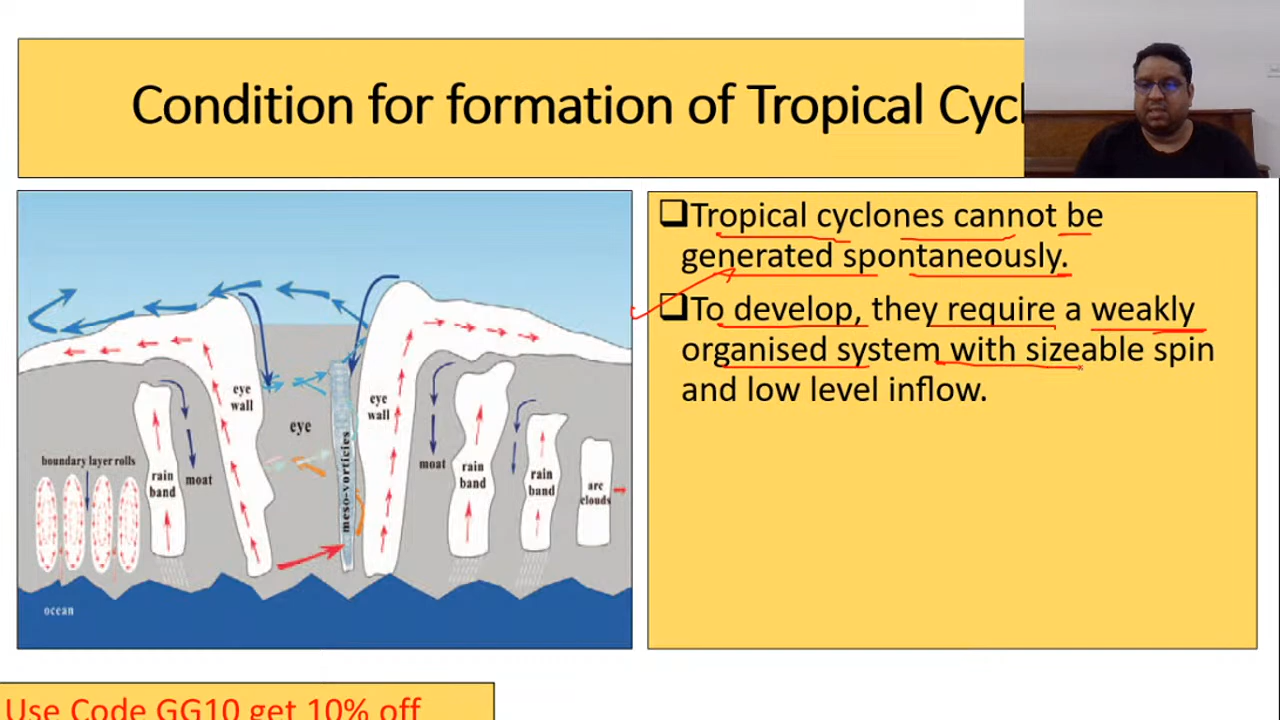 Condition for formation of Tropical Cycl
❑Tropical cyclones cannot be
generated spontaneously.
❑To develop, they require a weakly
organised system with sizeable spin
and low level inflow.
eye
wall
eye
wall
eye
meso-vorticies
boundary layer rolls
rain
band
moat
moat
rain
band
rain
band
arc
clouds
ocean
Use Code GG10 get 10% off